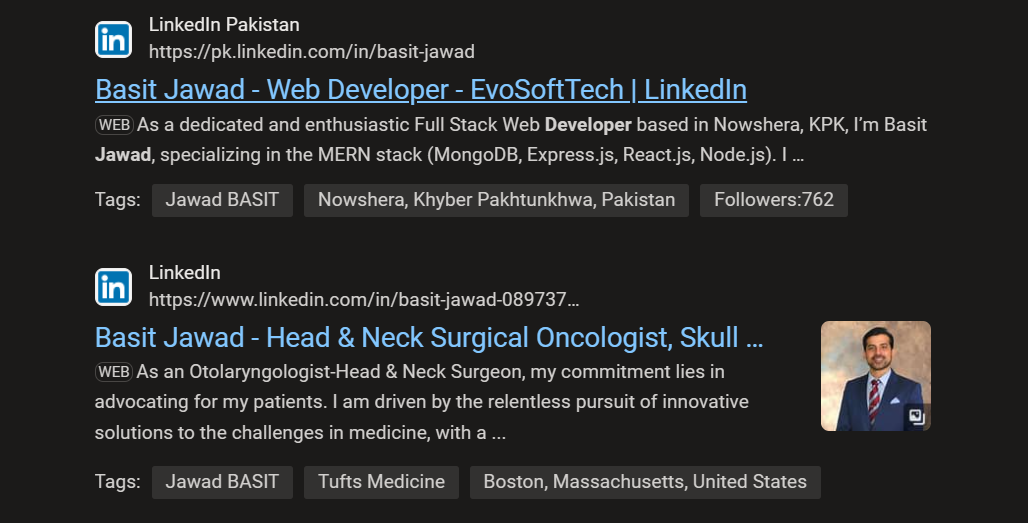 LinkedIn Pakistan
https://pk.linkedin.com/in/basit-jawad
Basit Jawad - Web Developer - EvoSoftTech | LinkedIn
WEB As a dedicated and enthusiastic Full Stack Web Developer based in Nowshera, KPK, I’m Basit
Jawad, specializing in the MERN stack (MongoDB, Express.js, React.js, Node.js). I ...
Tags: Jawad BASIT Nowshera, Khyber Pakhtunkhwa, Pakistan Followers:762
LinkedIn
https://www.linkedin.com/in/basit-jawad-089737...
Basit Jawad - Head & Neck Surgical Oncologist, Skull ...
WEB As an Otolaryngologist-Head & Neck Surgeon, my commitment lies in
advocating for my patients. I am driven by the relentless pursuit of innovative
solutions to the challenges in medicine, with a ...
Tags: Jawad BASIT Tufts Medicine Boston, Massachusetts, United States